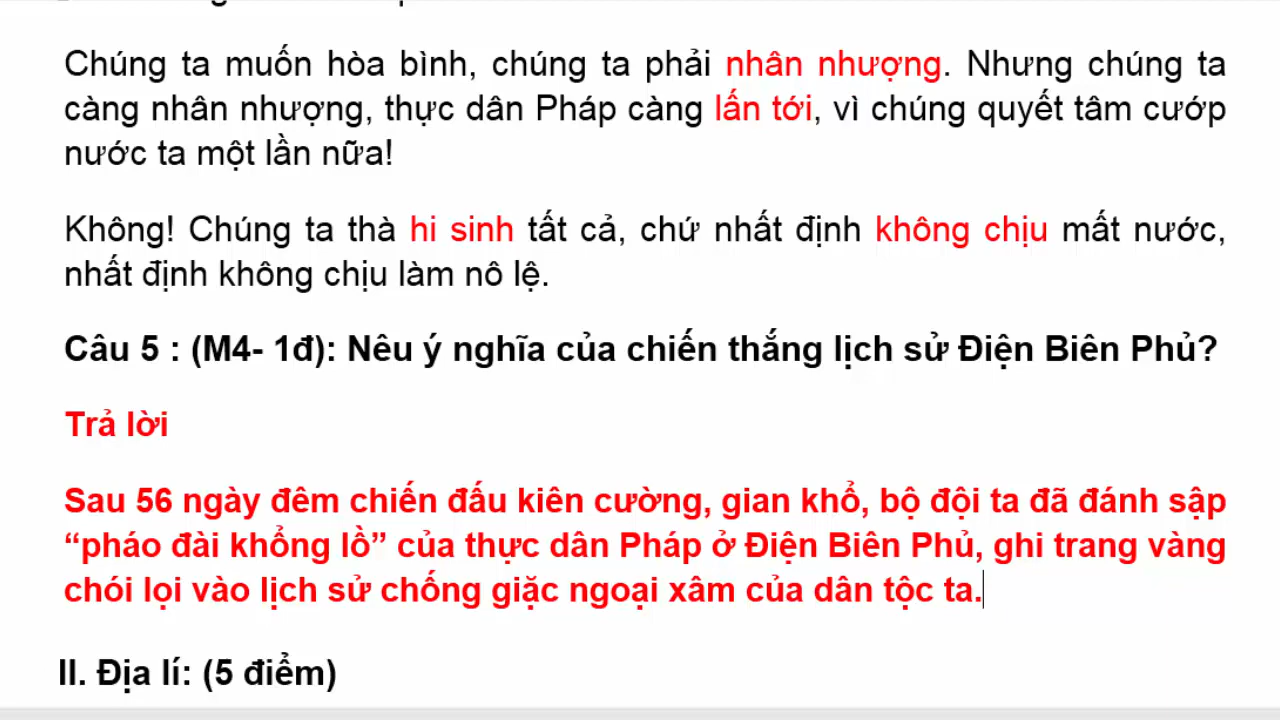 Chúng ta muốn hòa bình, chúng ta phải nhân nhượng. Nhưng chúng ta
càng nhân nhượng, thực dân Pháp càng lấn tới, vì chúng quyết tâm cướp
nước ta một lần nữa!
Không! Chúng ta thà hi sinh tất cả, chứ nhất định không chịu mất nước,
nhất định không chịu làm nô lệ.
Câu 5 : (M4- 1đ): Nêu ý nghĩa của chiến thắng lịch sử Điện Biên Phủ?
Trả lời
Sau 56 ngày đêm chiến đấu kiên cường, gian khổ, bộ đội ta đã đánh sập
“pháo đài khổng lồ” của thực dân Pháp ở Điện Biên Phủ, ghi trang vàng
chói lọi vào lịch sử chống giặc ngoại xâm của dân tộc ta.
II. Địa lí: (5 điểm)